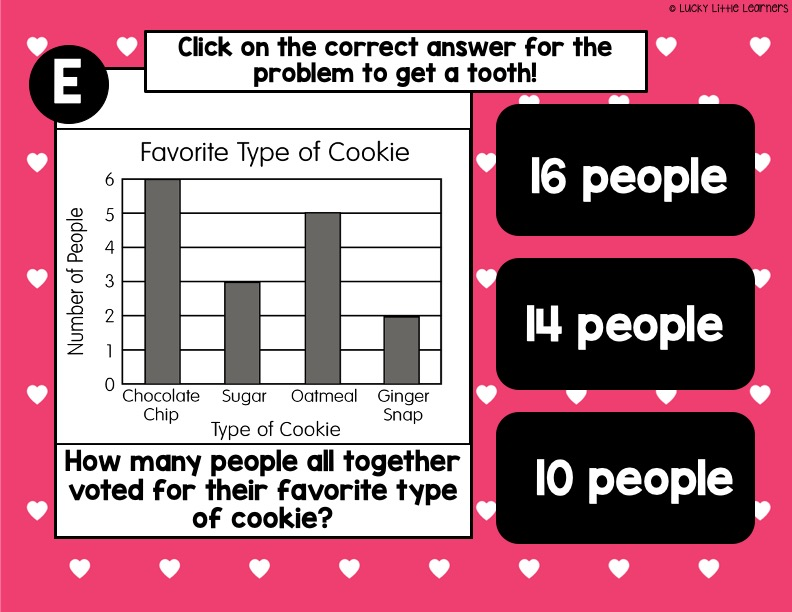 © Lucky Little Learners
Click on the correct answer for the
problem to get a tooth!
E
Favorite Type of Cookie
Number of People
6
5
4
3
2
1
0
Chocolate
Chip
Sugar
Oatmeal
Ginger
Snap
Type of Cookie
How many people all together
voted for their favorite type
of cookie?
16 people
14 people
10 people